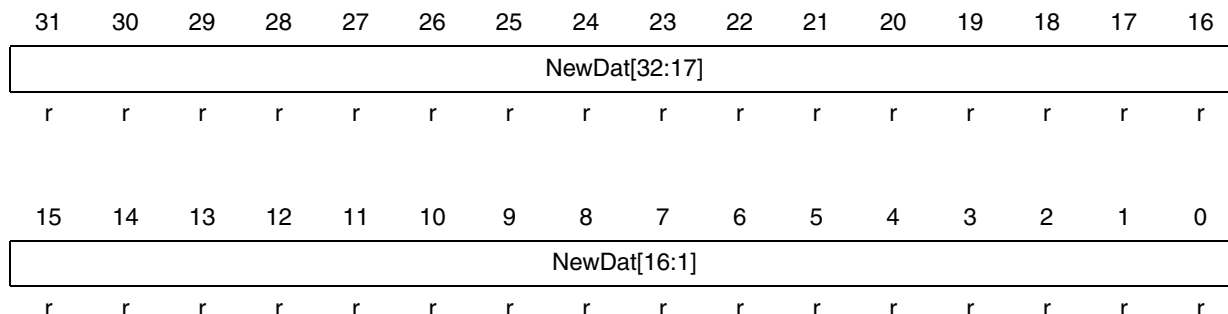 31 30 29 28 27 26 25 24 23 22 21 20 19 18 17 16
NewDat[32:17]
r r r r r r r r r r r r r r r r
15 14 13 12 11 10 9 8 7 6 5 4 3 2 1 0
NewDat[16:1]
r r r r r r r r r r r r r r r r